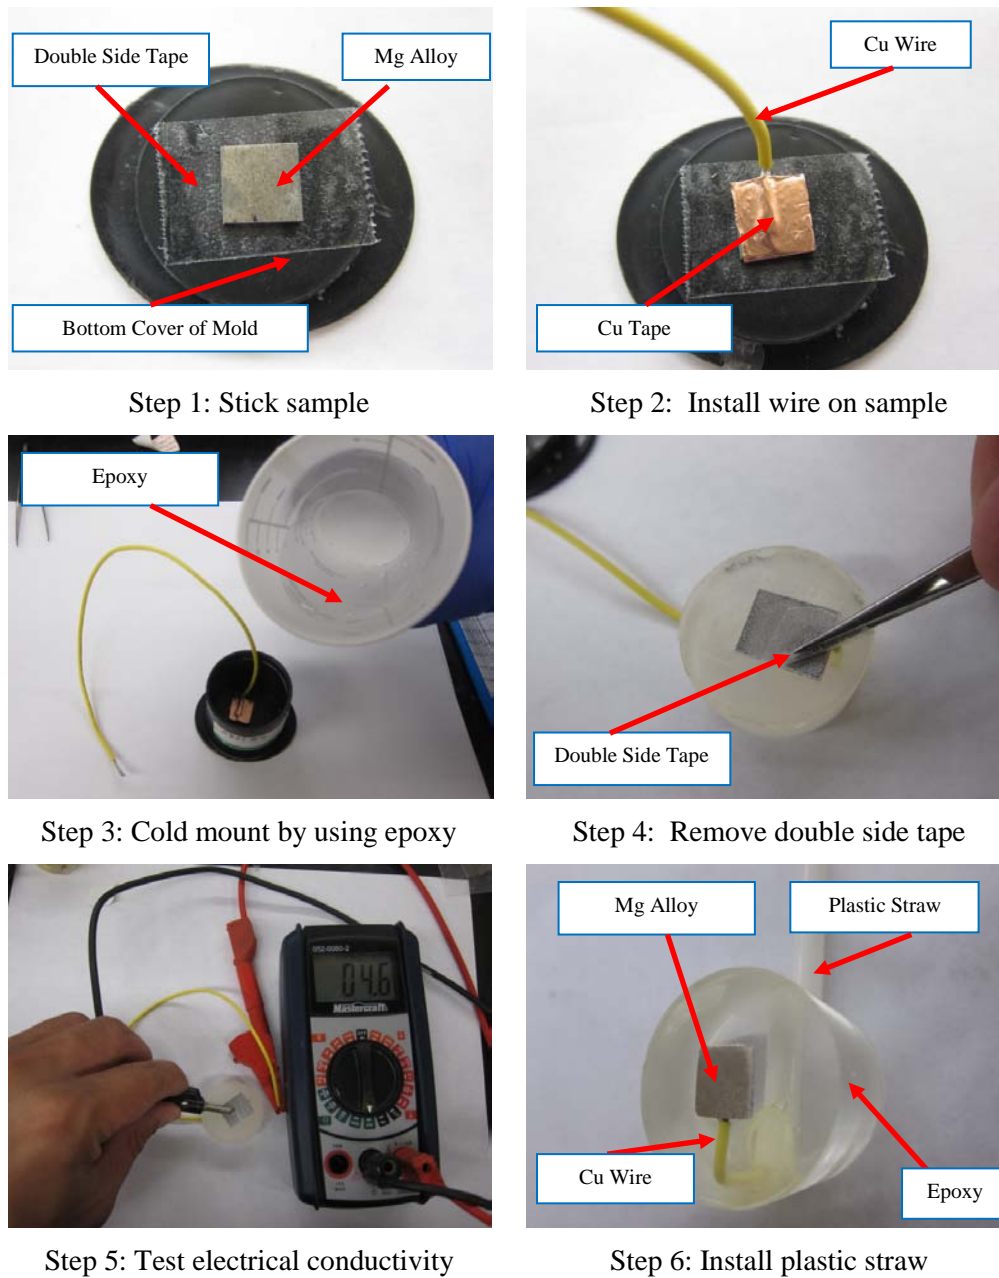 Double Side Tape
Mg Alloy
Bottom Cover of Mold
Step 1: Stick sample
Cu Wire
Cu Tape
Step 2: Install wire on sample
Epoxy
Step 3: Cold mount by using epoxy
Double Side Tape
Step 4: Remove double side tape
052-0060-2
04.6
Mastercraft
Step 5: Test electrical conductivity
Mg Alloy
Plastic Straw
Cu Wire
Epoxy
Step 6: Install plastic straw